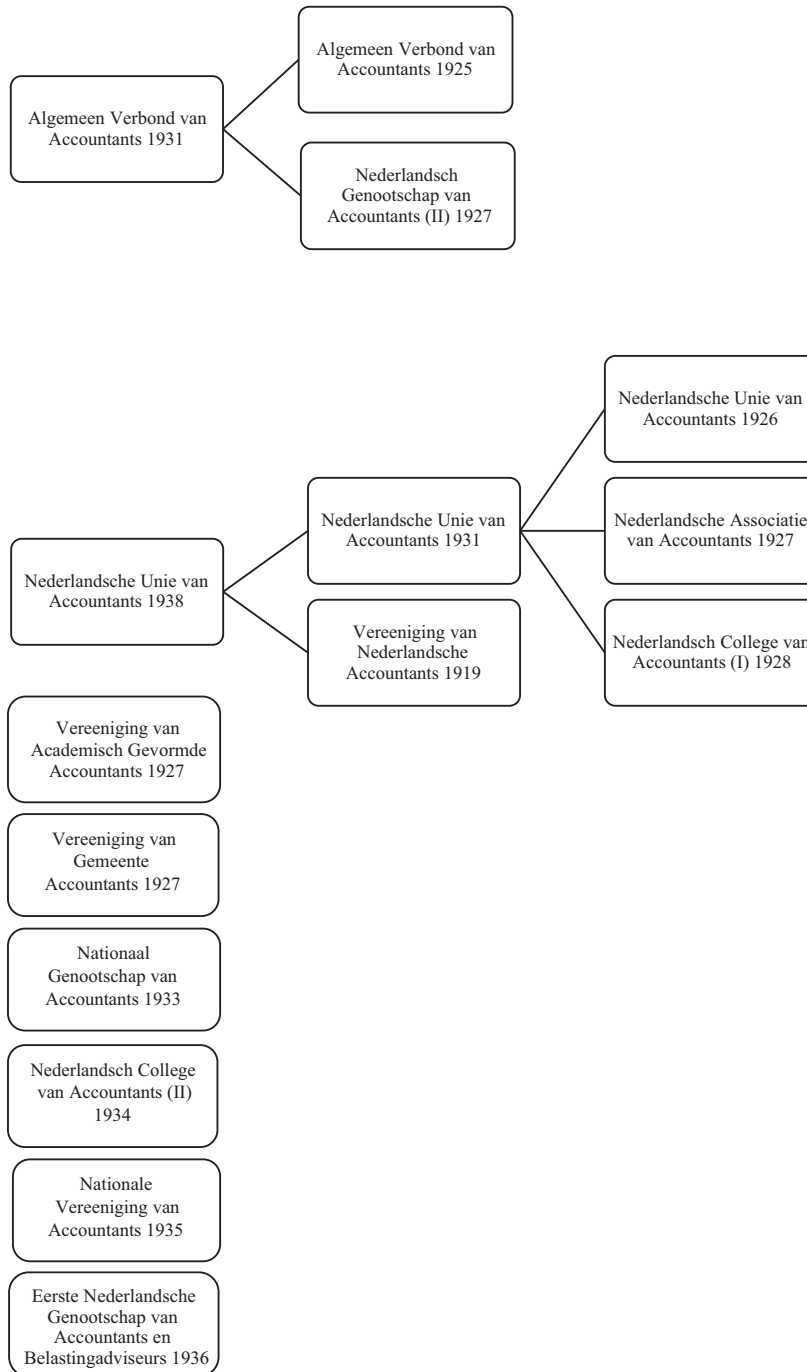 Algemeen Verbond van
Accountants 1925
Algemeen Verbond van
Accountants 1931
Nederlandsch
Genootschap van
Accountants (II) 1927
Nederlandsche Unie van
Accountants 1926
Nederlandsche Unie van
Accountants 1931
Nederlandsche Associatie
van Accountants 1927
Nederlandsche Unie van
Accountants 1938
Vereeniging van
Nederlandsche
Accountants 1919
Nederlandsch College van
Accountants (I) 1928
Vereeniging van
Academisch Gevormde
Accountants 1927
Vereeniging van
Gemeente
Accountants 1927
Nationaal
Genootschap van
Accountants 1933
Nederlandsch College
van Accountants (II)
1934
Nationale
Vereeniging van
Accountants 1935
Eerste Nederlandsche
Genootschap van
Accountants en
Belastingadviseurs 1936